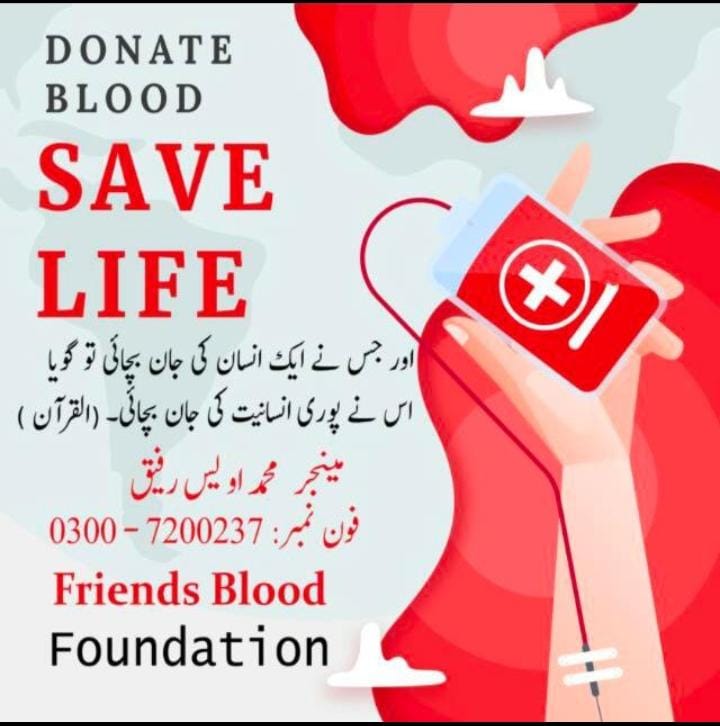 DONATE
BLOOD
SAVE
LIFE
اور جس نے ایک انسان کی جان بچائی تو گویا
اس نے پوری انسانیت کی جان بچائی۔ (القرآن)
مینجر محمد اویس رفیق
فون نمبر: 7200237 - 0300
Friends Blood
Foundation